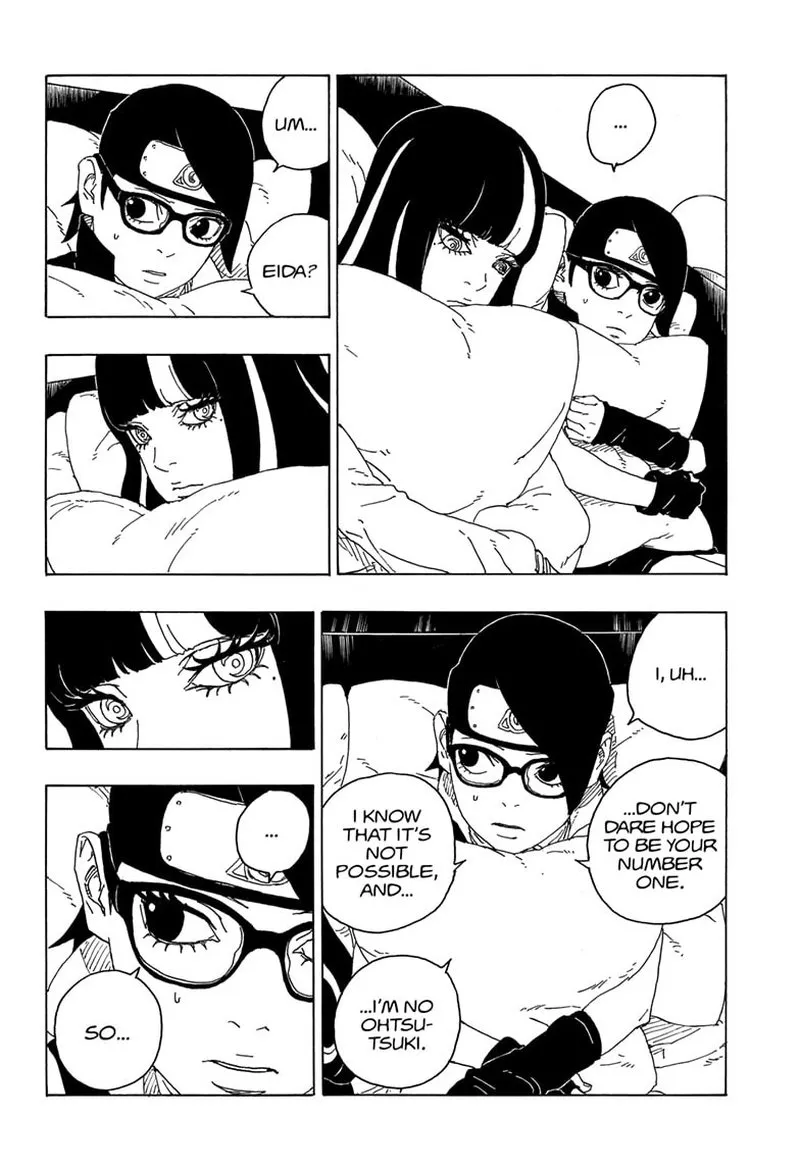 ...
UM...
EIDA?
I, UH...
...DON'T
DARE HOPE
TO BE YOUR
NUMBER
ONE.
I KNOW
THAT IT'S
NOT
POSSIBLE,
AND...
...I'M NO
OHTSU-
TSUKI.
...
SO...